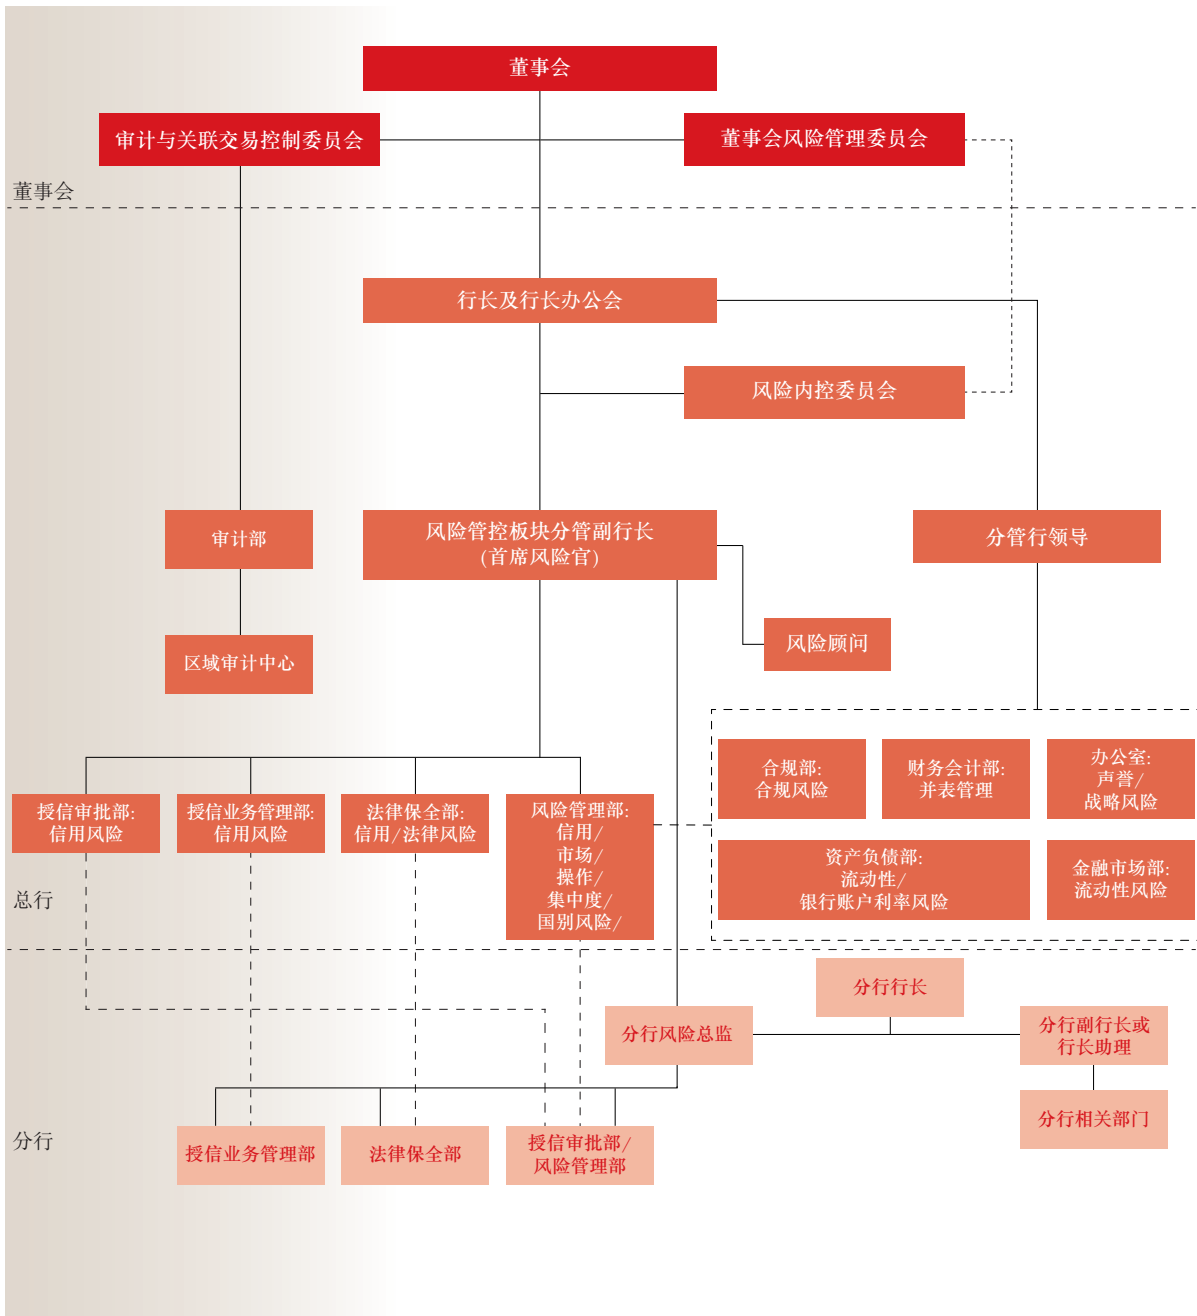 董事会
审计与关联交易控制委员会
董事会风险管理委员会
董事会
行长及行长办公会
风险内控委员会
审计部
风险管控板块分管副行长
(首席风险官)
分管行领导
风险顾问
区域审计中心
合规部:
合规风险
财务会计部:
并表管理
办公室:
声誉/
战略风险
授信审批部:
信用风险
授信业务管理部:
信用风险
法律保全部:
信用/法律风险
风险管理部:
信用/
市场/
操作/
集中度/
国别风险/
资产负债部:
流动性/
银行账户利率风险
金融市场部:
流动性风险
总行
分行行长
分行风险总监
分行副行长或
行长助理
分行相关部门
分行
授信业务管理部
法律保全部
授信审批部/
风险管理部